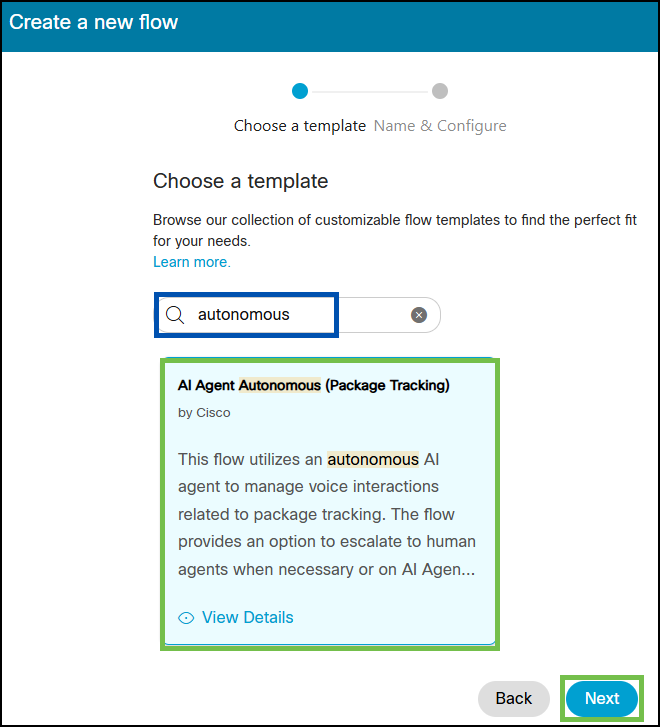 Create a new flow
Choose a template Name & Configure
Choose a template
Browse our collection of customizable flow templates to find the perfect fit
for your needs.
Learn more.
autonomous
AI Agent Autonomous (Package Tracking)
by Cisco
This flow utilizes an autonomous AI
agent to manage voice interactions
related to package tracking. The flow
provides an option to escalate to human
agents when necessary or on AI Agen...
View Details
Back Next